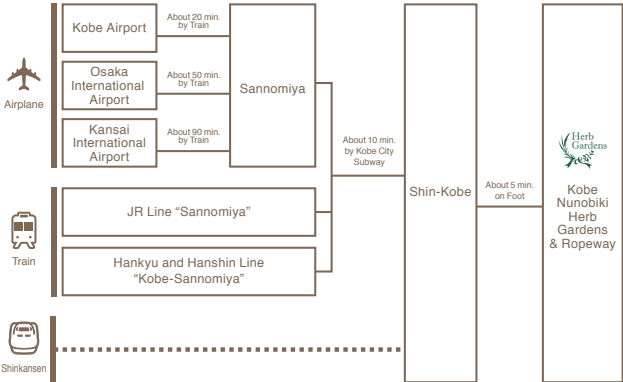 Airplane
Kobe Airport
About 20 min.
by Train
Osaka
International
Airport
About 50 min.
by Train
Kansai
International
Airport
About 90 min.
by Train
Sannomiya
Train
JR Line “Sannomiya”
Hankyu and Hanshin Line
“Kobe-Sannomiya”
About 10 min.
by Kobe City
Subway
Shinkansen
Shin-Kobe
About 5 min.
on Foot
Herb
Gardens
Kobe
Nunobiki
Herb
Gardens
& Ropeway